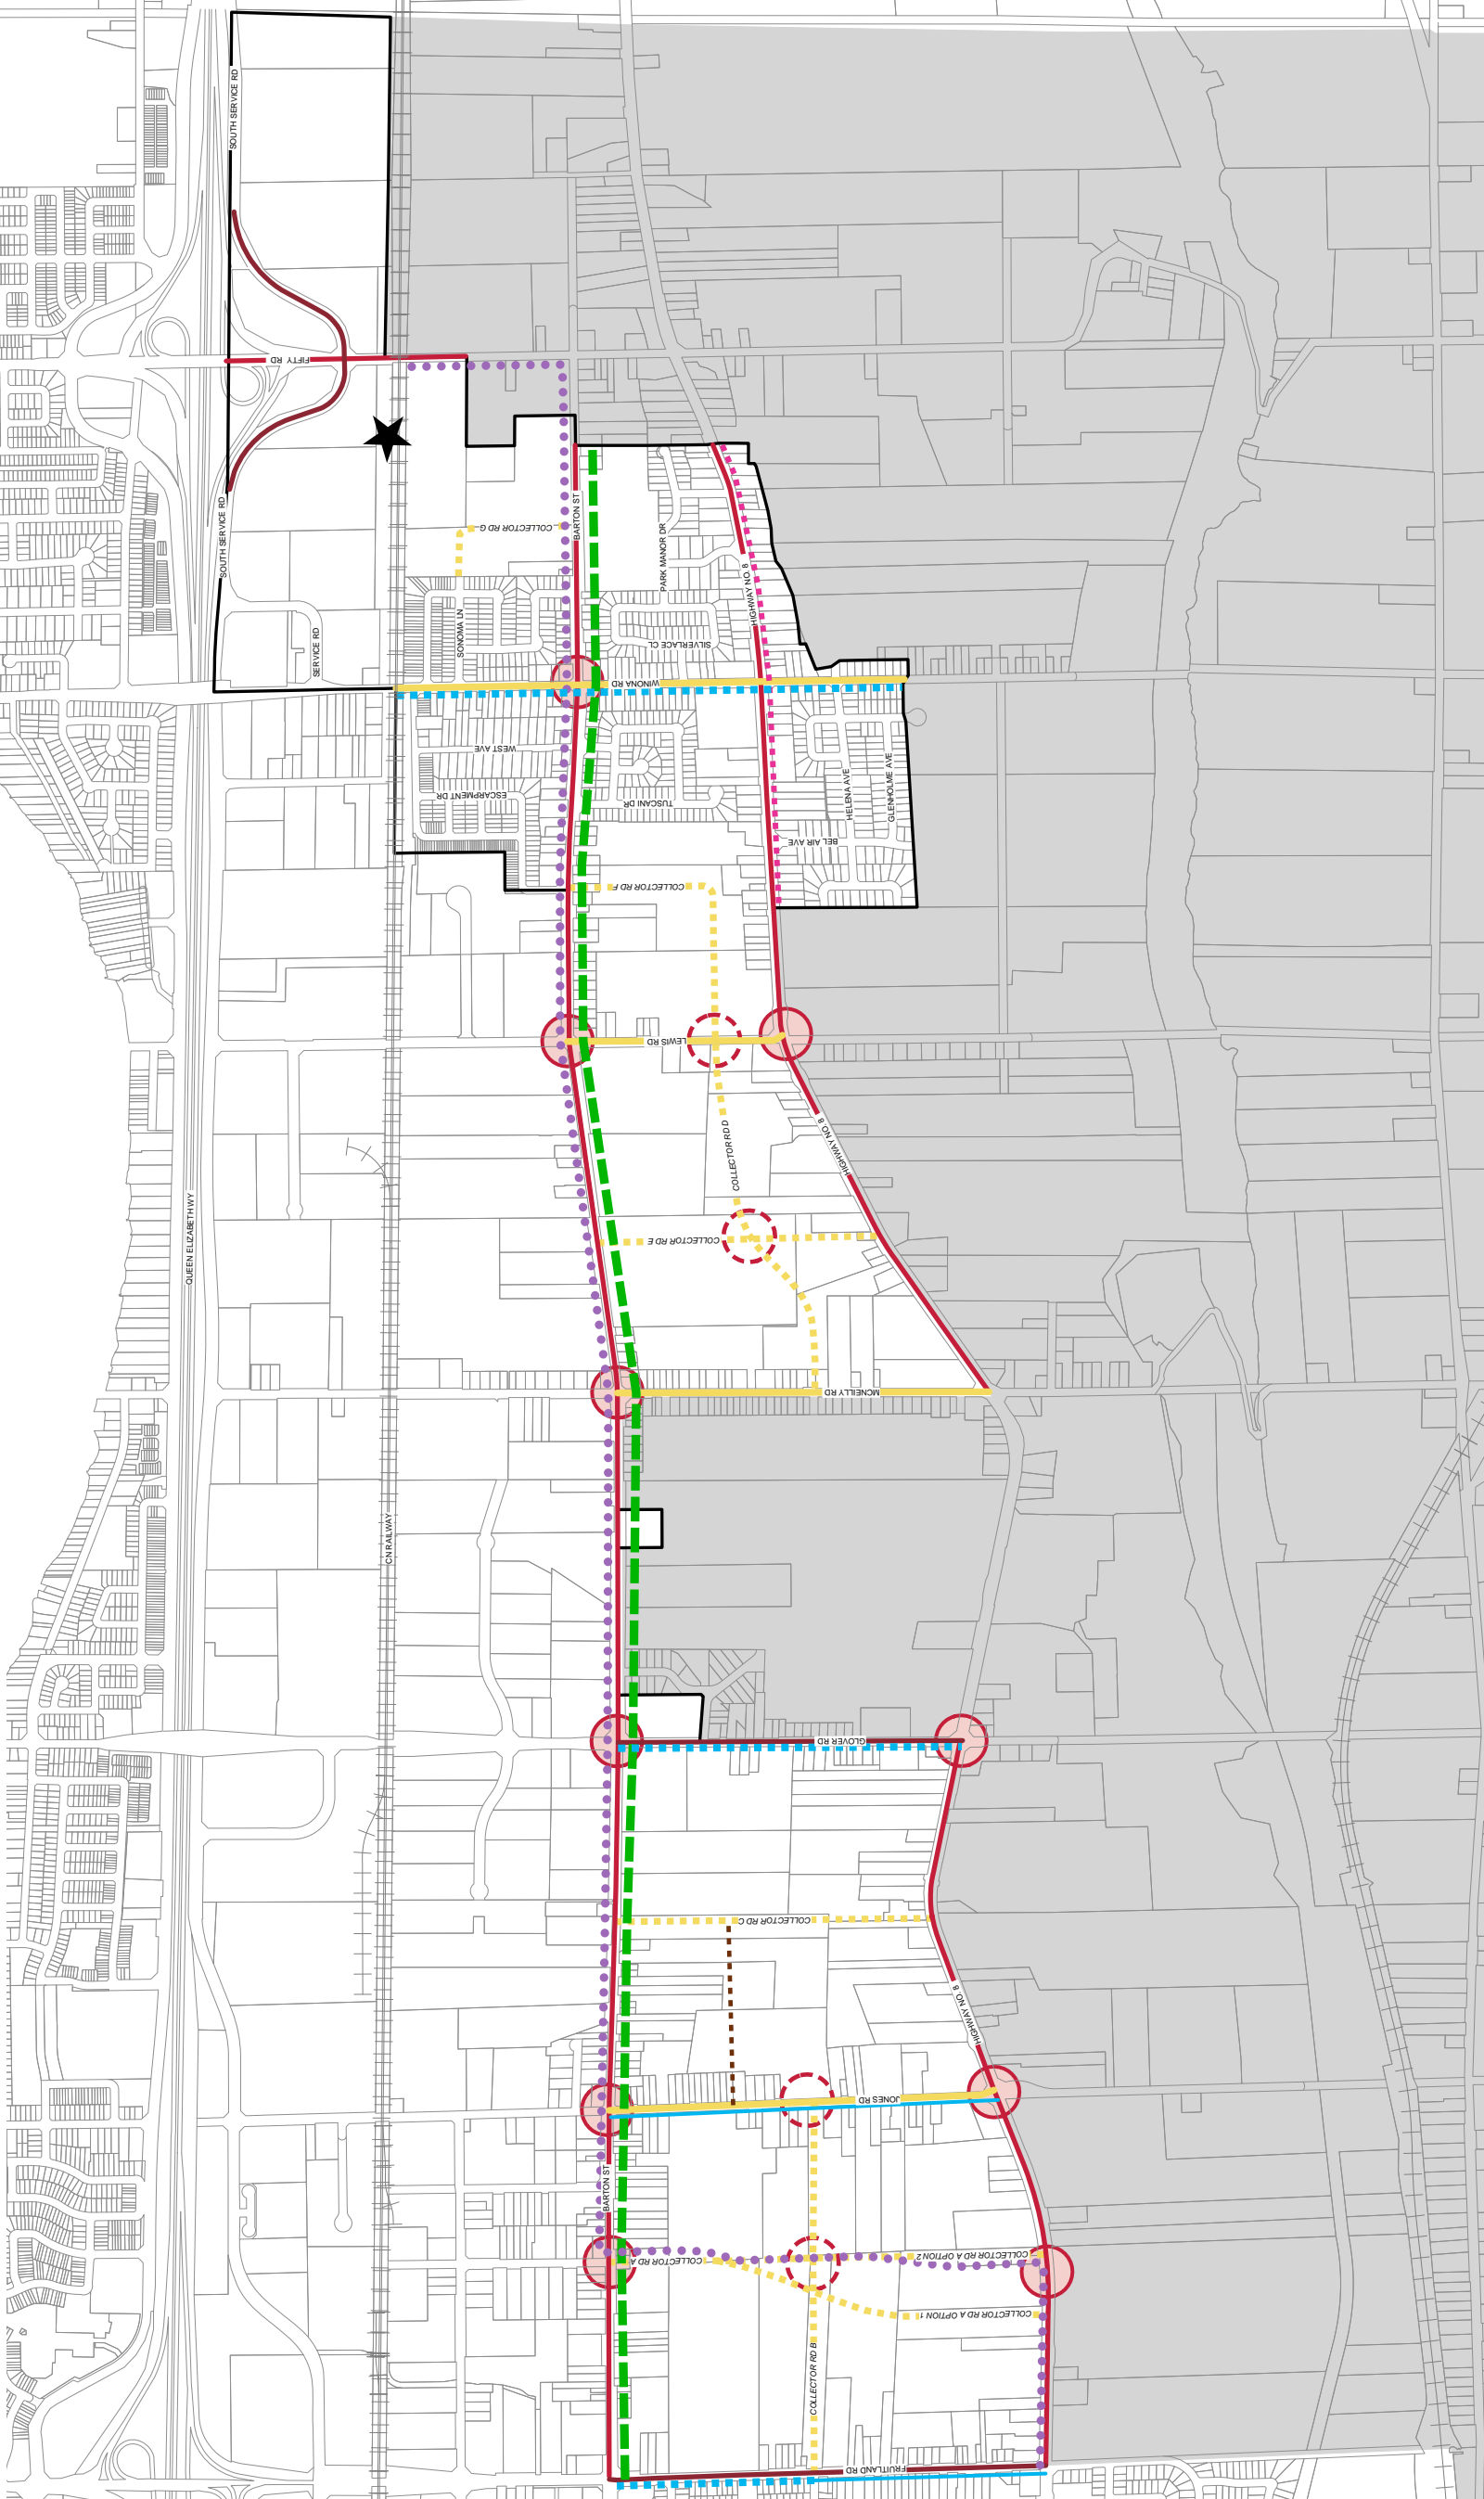 SOUTH SERVICE RD
FIFTY RD
SOUTH SERVICE RD
BARTON ST
COLLECTOR RD G
PARK MANOR DR
HIGHWAY NO. 8
SERVICE RD
SONOMA LN
SILVERLACE CL
WINONA RD
WEST AVE
ESCARPMENT DR
TUSCANI DR
HELENA AVE
GLENHOLME AVE
BEL AIR AVE
COLLECTOR RD F
LEWIS RD
COLLECTOR RD D
HIGHWAY NO 8
QUEEN ELIZABETH WY
COLLECTOR RD E
MCNEILLY RD
CN RAILWAY
GLOVER RD
COLLECTOR RD C
HIGHWAY NO. 8
JONES RD
BARTON ST
COLLECTOR RD A
COLLECTOR RD A OPTION 2
COLLECTOR RD A OPTION 1
COLLECTOR RD B
FRUITLAND RD